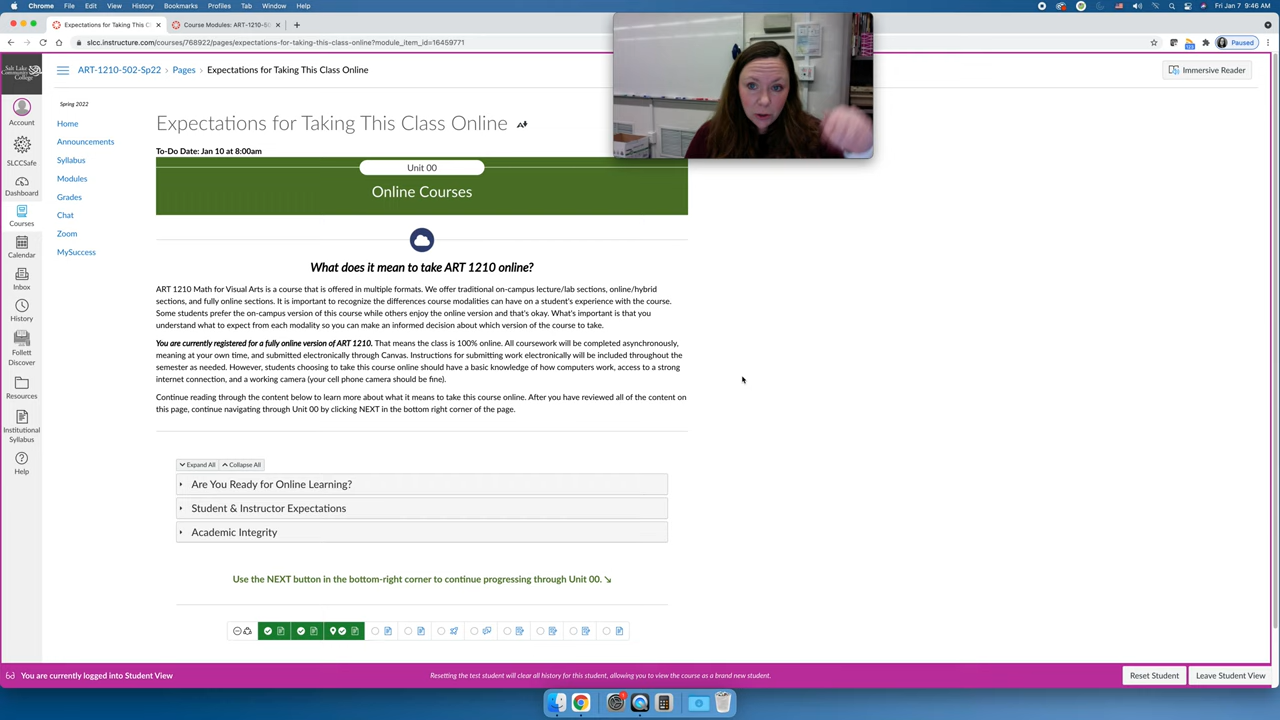 Chrome File Edit View History Bookmarks Profiles Tab Window Help
Fri Jan 7 9:46 AM
Expectations for Taking This C
Course Modules: ART-1210-50
slcc.instructure.com/courses/768922/pages/expectations-for-taking-this-class-online?module_item_id=16459771
Paused
Salt Lake
Community
College
ART-1210-502-Sp22 > Pages > Expectations for Taking This Class Online
Immersive Reader
Account
SLCCSafe
Dashboard
Courses
Calendar
Inbox
History
Follett
Discover
Resources
Institutional
Syllabus
Help
Spring 2022
Home
Announcements
Syllabus
Modules
Grades
Chat
Zoom
MySuccess
Expectations for Taking This Class Online
To-Do Date: Jan 10 at 8:00am
Unit 00
Online Courses
What does it mean to take ART 1210 online?
ART 1210 Math for Visual Arts is a course that is offered in multiple formats. We offer traditional on-campus lecture/lab sections, online/hybrid
sections, and fully online sections. It is important to recognize the differences course modalities can have on a student's experience with the course.
Some students prefer the on-campus version of this course while others enjoy the online version and that's okay. What's important is that you
understand what to expect from each modality so you can make an informed decision about which version of the course to take.
You are currently registered for a fully online version of ART 1210. That means the class is 100% online. All coursework will be completed asynchronously,
meaning at your own time, and submitted electronically through Canvas. Instructions for submitting work electronically will be included throughout the
semester as needed. However, students choosing to take this course online should have a basic knowledge of how computers work, access to a strong
internet connection, and a working camera (your cell phone camera should be fine).
Continue reading through the content below to learn more about what it means to take this course online. After you have reviewed all of the content on
this page, continue navigating through Unit 00 by clicking NEXT in the bottom right corner of the page.
Expand All Collapse All
Are You Ready for Online Learning?
Student & Instructor Expectations
Academic Integrity
Use the NEXT button in the bottom-right corner to continue progressing through Unit 00. ↘
You are currently logged into Student View
Resetting the test student will clear all history for this student, allowing you to view the course as a brand new student.
Reset Student
Leave Student View